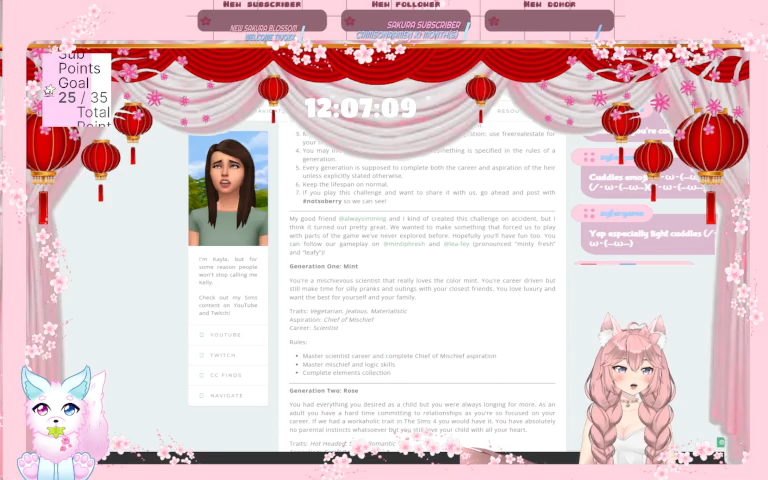 New subscriber
New Follower
New donor
NEW SAKURA BLOSSOM
SAKURA SUBSCRIBER
Sub
Points
Goal
25 / 35
Total
12:07:09
generation.
5. Every generation is supposed to complete both the career and aspiration of the heir
unless explicitly stated otherwise.
6. Keep the lifespan on normal.
7. If you play this challenge and want to share it with us, go ahead and post with
#notsoberry so we can see!
My good friend @alwaysimming and I kind of created this challenge on accident, but I
think it turned out pretty great. We wanted to make something that forced us to play
with parts of the game we've never explored before. Hopefully you'll have fun too. You
can follow our gameplay on @mintiphresh and @lea-fey (pronounced "minty fresh"
and "leafy")!
Generation One: Mint
You're a mischievous scientist that really loves the color mint. You're career driven but
still make time for silly pranks and outings with your closest friends. You love luxury and
want the best for yourself and your family.
Traits: Vegetarian, Jealous, Materialistic
Aspiration: Chief of Mischief
Career: Scientist
Rules:
• Master scientist career and complete Chief of Mischief aspiration
• Master mischief and logic skills
• Complete elements collection
Generation Two: Rose
You had everything you desired as a child but you were always longing for more. As an
adult you have a hard time committing to relationships as you're so focused on your
career. If we had a workaholic trait in The Sims 4 you would have it. You have absolutely
no parental instincts whatsoever but you still give your child with all your heart.
Traits: Hot Headed, Romantic
I'm Kayla, but for
some reason people
won't stop calling me
Kelly.
Check out my Sims
content on YouTube
and Twitch!
YOUTUBE
TWITCH
CC FINDS
NAVIGATE
Cuddles
Yup especially light cuddles (/